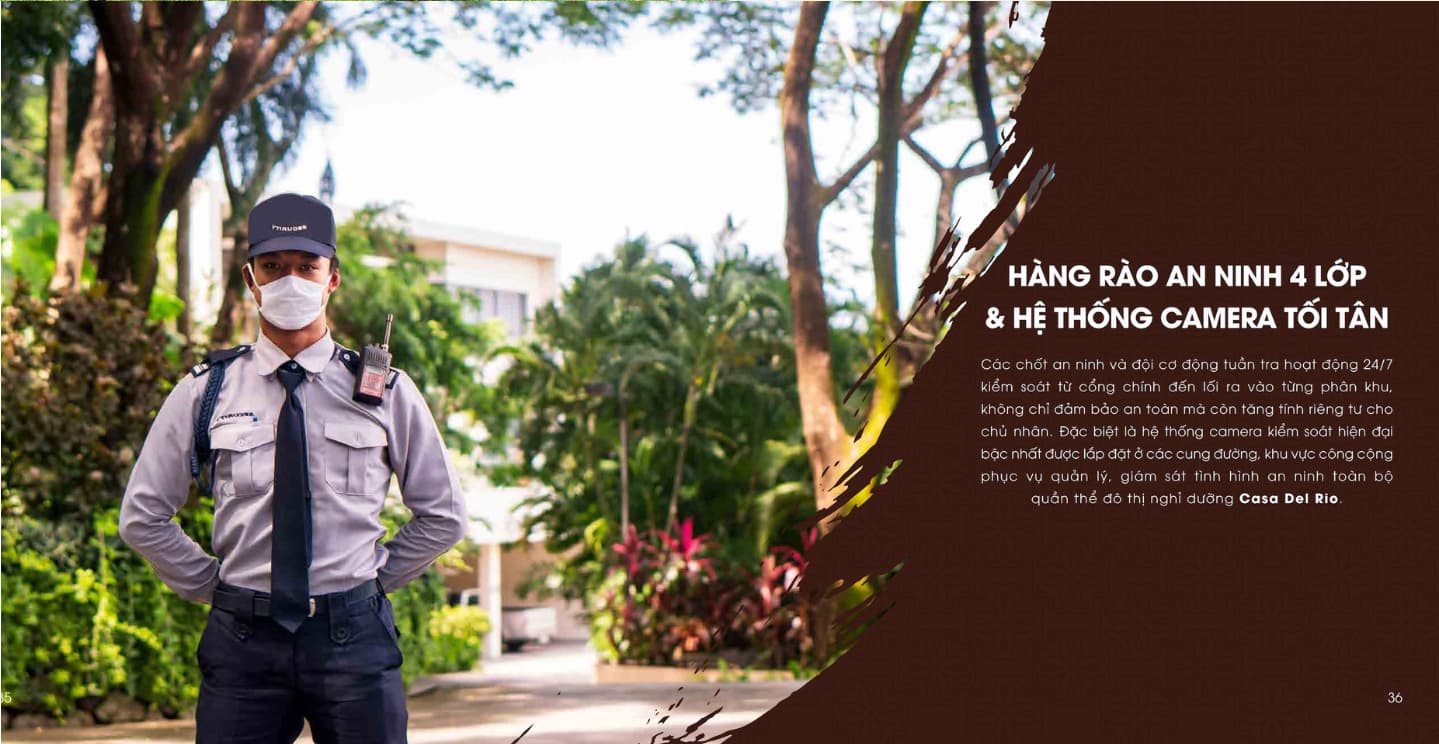 HÀNG RÀO AN NINH 4 LỚP
& HỆ THỐNG CAMERA TỐI TÂN
Các chốt an ninh và đội cơ động tuần tra hoạt động 24/7
kiểm soát từ cổng chính đến lối ra vào từng phân khu,
không chỉ đảm bảo an toàn mà còn tăng tính riêng tư cho
chủ nhân. Đặc biệt là hệ thống camera kiểm soát hiện đại
bậc nhất được lắp đặt ở các cung đường, khu vực công cộng
phục vụ quản lý, giám sát tình hình an ninh toàn bộ
quần thể đô thị nghỉ dưỡng Casa Del Rio.
36